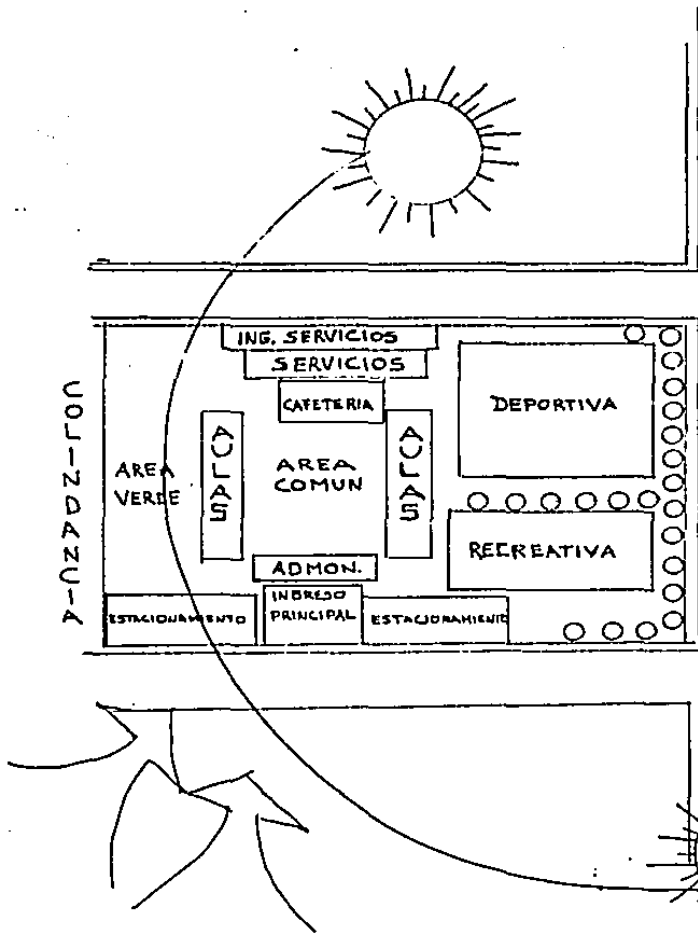 ING. SERVICIOS
SERVICIOS
CAFETERIA
DEPORTIVA
COLINDANCIA
AREA
VERDE
AULAS
AREA
COMUN
AULAS
RECREATIVA
ADMON.
INGRESO
PRINCIPAL
ESTACIONAMIENTO
ESTACIONAMIENTO